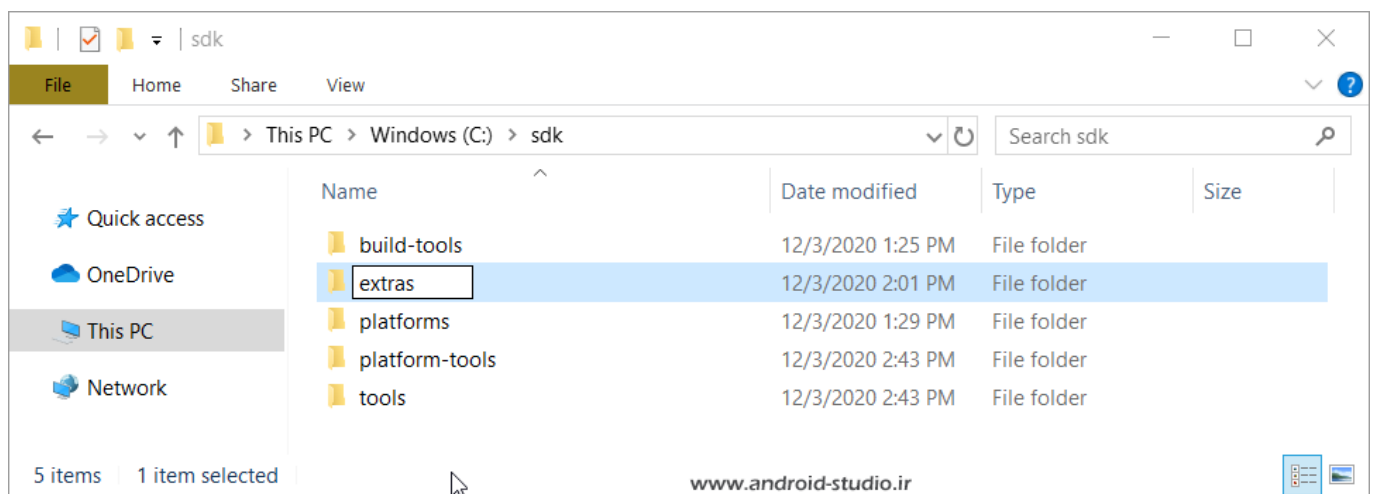 sdk
File Home Share View
This PC > Windows (C:) > sdk Search sdk
Name Date modified Type Size
Quick access
build-tools 12/3/2020 1:25 PM File folder
OneDrive
extras 12/3/2020 2:01 PM File folder
platforms 12/3/2020 1:29 PM File folder
This PC
platform-tools 12/3/2020 2:43 PM File folder
Network
tools 12/3/2020 2:43 PM File folder
5 items 1 item selected
www.android-studio.ir